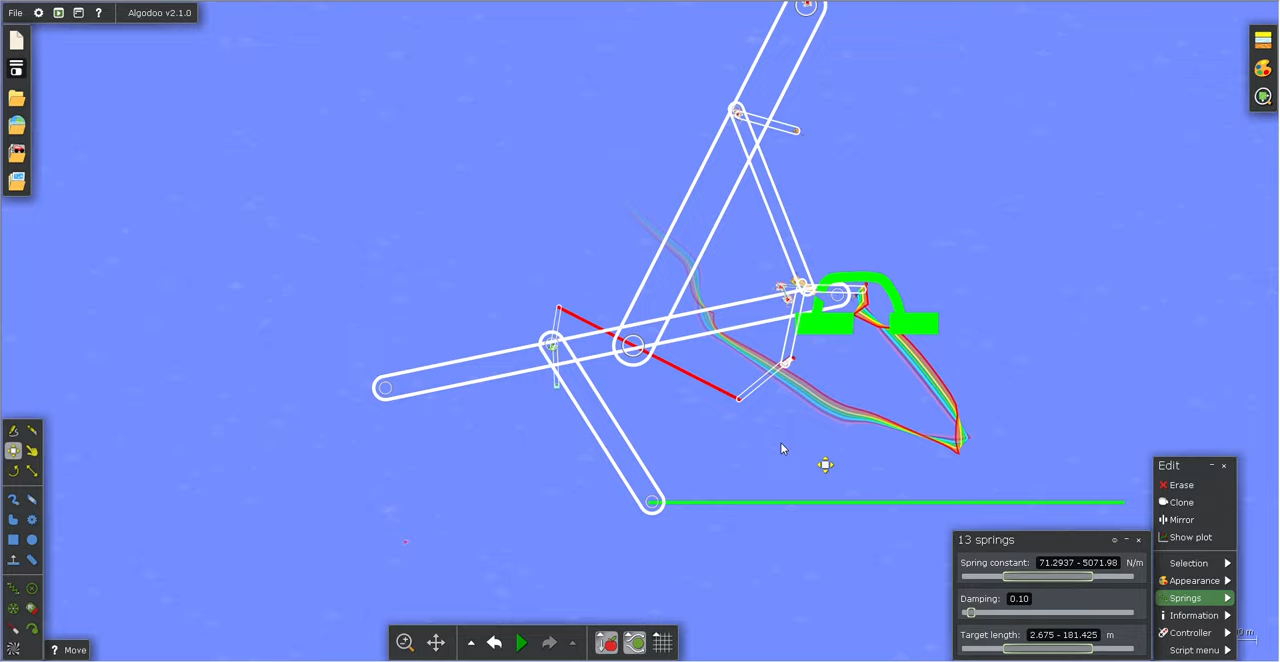 File ? Algodoo v2.1.0
Edit
Erase
Clone
Mirror
Show plot
Selection
Appearance
Springs
Information
Controller
Script menu
13 springs
Spring constant: 71.2937 - 5071.98 N/m
Damping: 0.10
Target length: 2.675 - 181.425 m
? Move